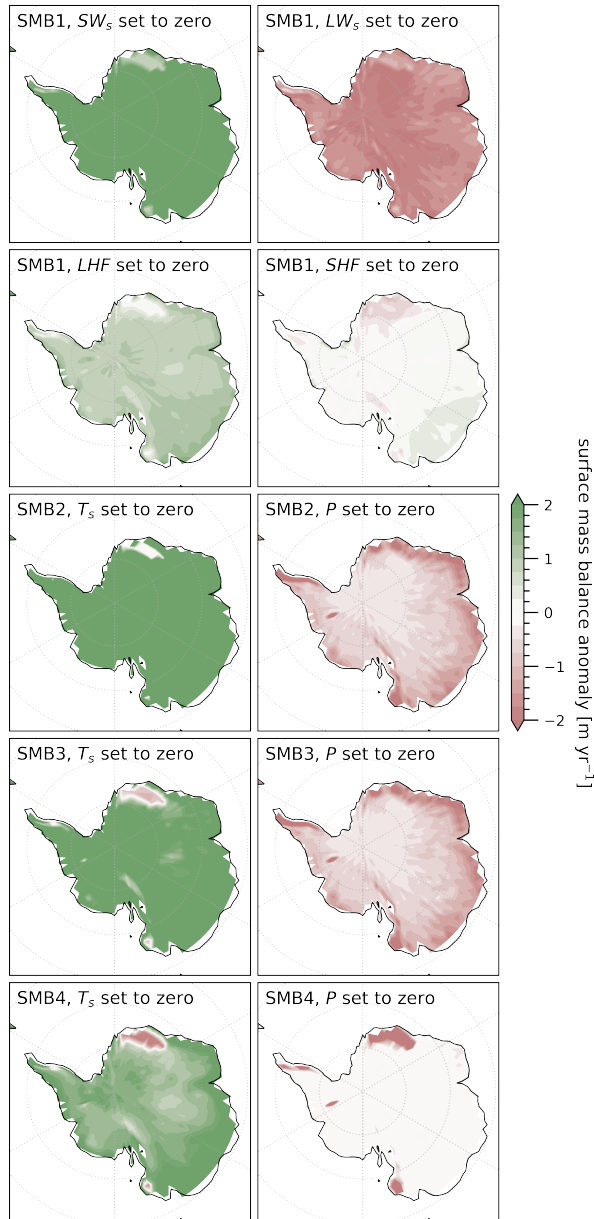 SMB1, SWs set to zero
SMB1, LWs set to zero
SMB1, LHF set to zero
SMB1, SHF set to zero
SMB2, Ts set to zero
SMB2, P set to zero
SMB3, Ts set to zero
SMB3, P set to zero
SMB4, Ts set to zero
SMB4, P set to zero
2
1
0
−1
−2
surface mass balance anomaly [m yr⁻¹]